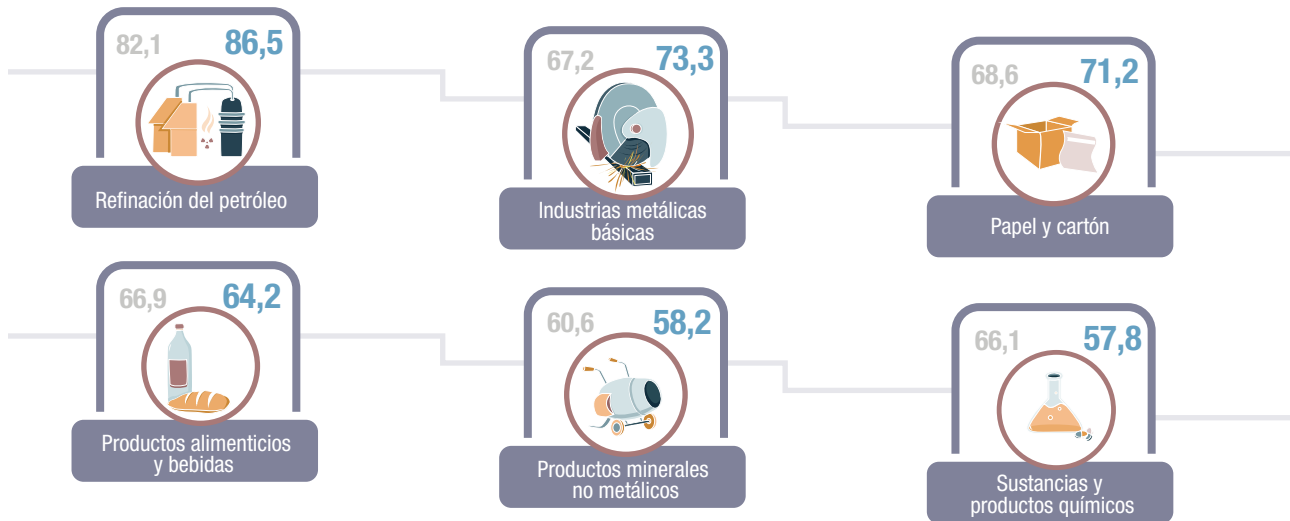 82,1 86,5
Refinación del petróleo
67,2 73,3
Industrias metálicas
básicas
68,6 71,2
Papel y cartón
66,9 64,2
Productos alimenticios
y bebidas
60,6 58,2
Productos minerales
no metálicos
66,1 57,8
Sustancias y
productos químicos